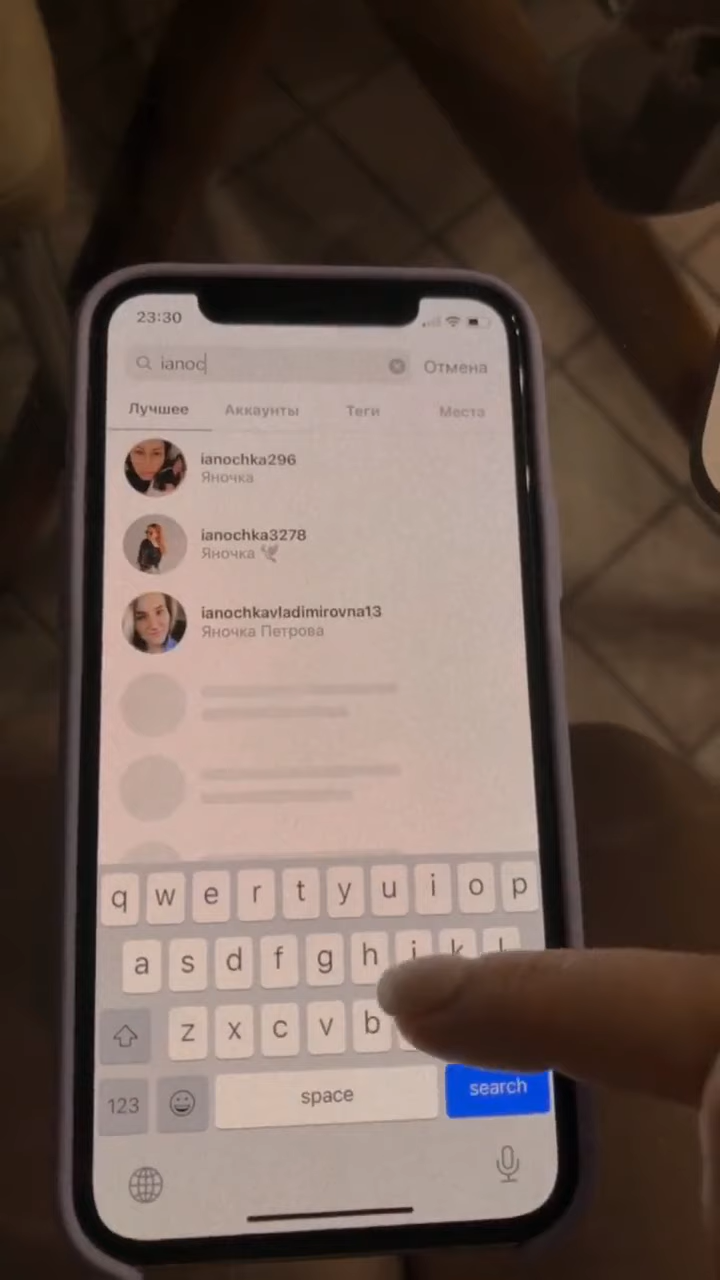 23:30
ianoc
Отмена
Лучшее Аккаунты Теги Места
ianochka296
Яночка
ianochka3278
Яночка 🕊
ianochkavladimirovna13
Яночка Петрова
q w e r t y u i o p
a s d f g h j k l
z x c v b
123 space search